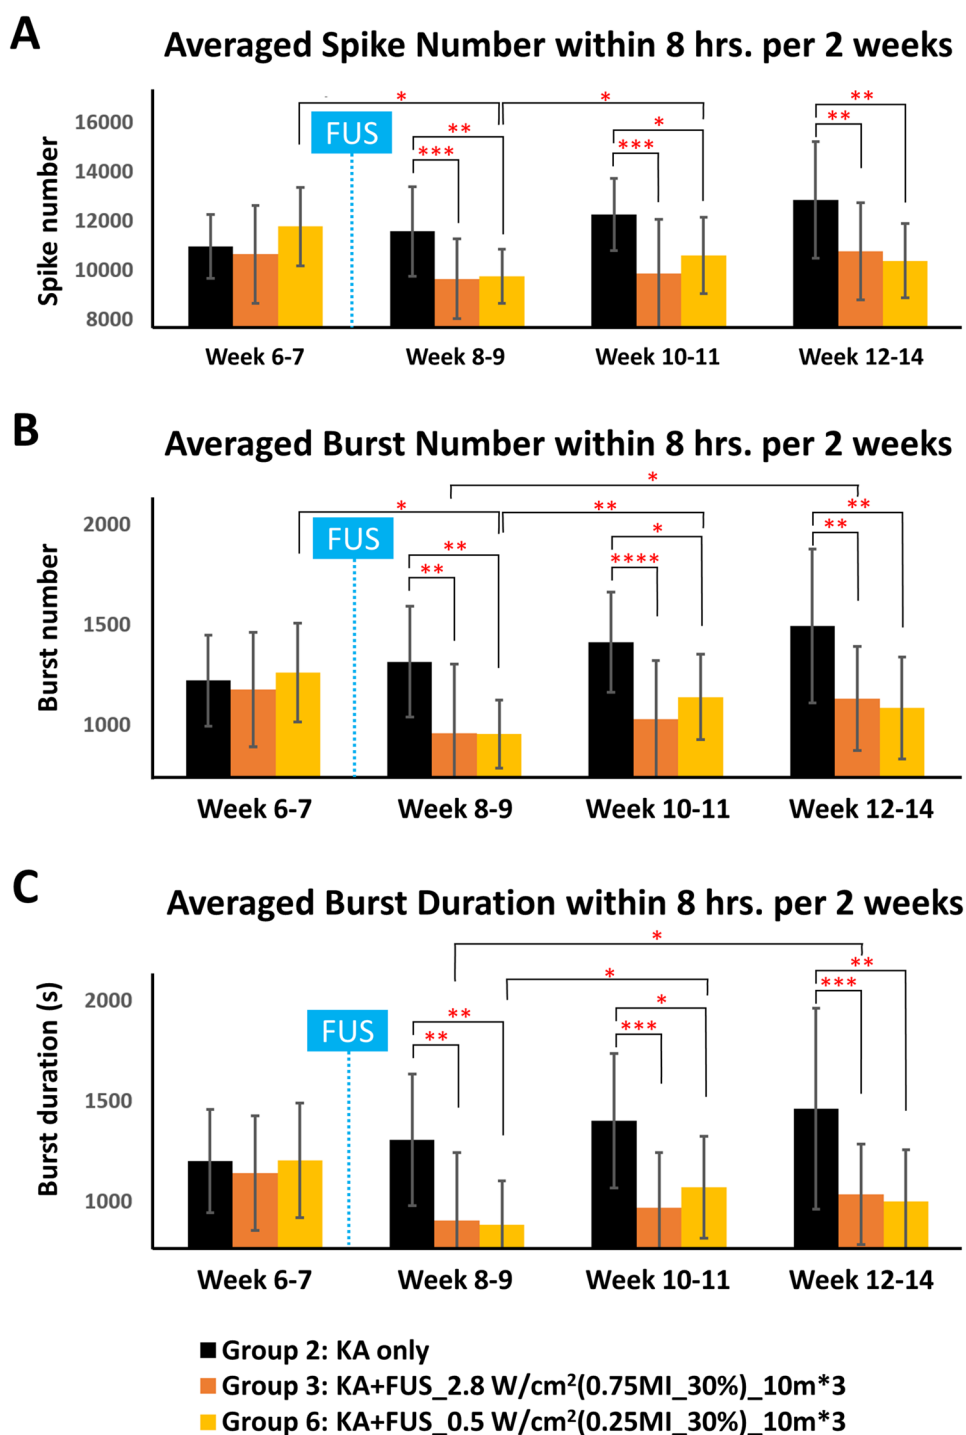 A
Averaged Spike Number within 8 hrs. per 2 weeks
Spike number
16000
14000
12000
10000
8000
FUS
*
*
**
***
*
***
**
**
Week 6-7
Week 8-9
Week 10-11
Week 12-14
B
Averaged Burst Number within 8 hrs. per 2 weeks
Burst number
2000
1500
1000
FUS
*
*
**
**
**
*
****
**
**
Week 6-7
Week 8-9
Week 10-11
Week 12-14
C
Averaged Burst Duration within 8 hrs. per 2 weeks
Burst duration (s)
2000
1500
1000
FUS
*
*
**
**
*
***
**
***
Week 6-7
Week 8-9
Week 10-11
Week 12-14
Group 2: KA only
Group 3: KA+FUS_2.8 W/cm²(0.75MI_30%)_10m*3
Group 6: KA+FUS_0.5 W/cm²(0.25MI_30%)_10m*3